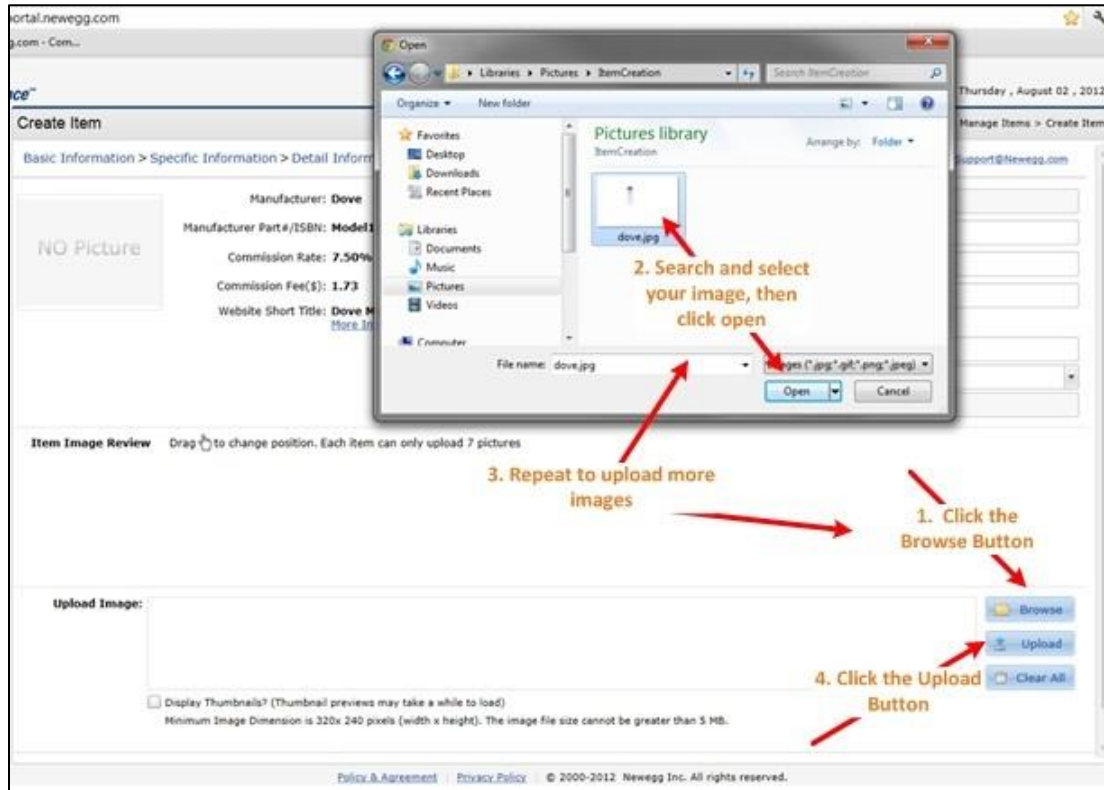 ortal.newegg.com
g.com - Com...
Open
Libraries ▸ Pictures ▸ ItemCreation
Search ItemCreation
Organize
New folder
Thursday , August 02 , 2012
Create Item
Manage Items > Create Item
Favorites
Desktop
Downloads
Recent Places
Libraries
Documents
Music
Pictures
Videos
Computer
Pictures library
ItemCreation
Arrange by: Folder
dove.jpg
Basic Information > Specific Information > Detail Inform
Support@Newegg.com
NO Picture
Manufacturer: Dove
Manufacturer Part#/ISBN: Model1
Commission Rate: 7.50%
Commission Fee($): 1.73
Website Short Title: Dove M
More In
2. Search and select
your image, then
click open
File name: dove.jpg
(*.jpg;*.gif;*.png;*.jpeg)
Open
Cancel
Item Image Review Drag to change position. Each item can only upload 7 pictures
3. Repeat to upload more
images
1. Click the
Browse Button
Upload Image:
Browse
Upload
Clear All
4. Click the Upload
Button
Display Thumbnails? (Thumbnail previews may take a while to load)
Minimum Image Dimension is 320x 240 pixels (width x height). The image file size cannot be greater than 5 MB.
Policy & Agreement | Privacy Policy | © 2000-2012 Newegg Inc. All rights reserved.